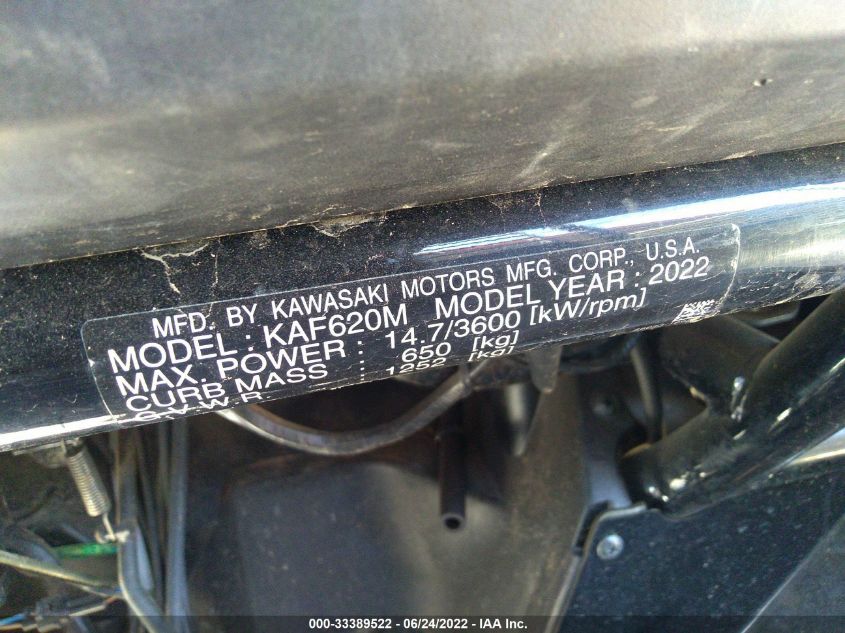 MFD. BY KAWASAKI MOTORS MFG. CORP., U.S.A.
MODEL : KAF620M MODEL YEAR : 2022
MAX. POWER : 14.7/3600 [kW/rpm]
CURB MASS : 650 [kg]
G.V.W.R. : 1252 [kg]
000-33389522 - 06/24/2022 - IAA Inc.